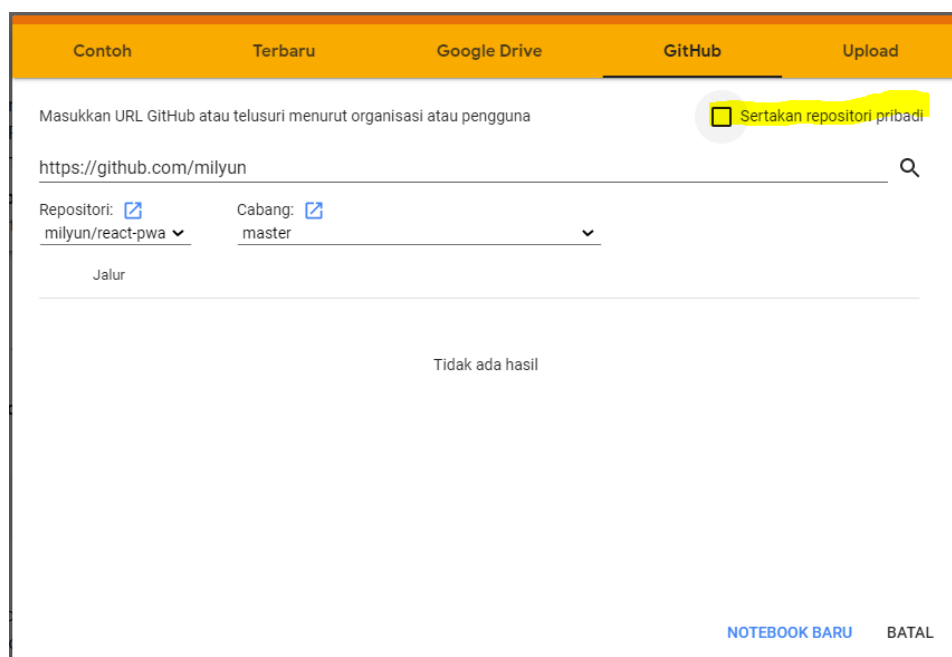 Contoh Terbaru Google Drive GitHub Upload
Masukkan URL GitHub atau telusuri menurut organisasi atau pengguna Sertakan repositori pribadi
https://github.com/milyun
Repositori: Cabang:
milyun/react-pwa master
Jalur
Tidak ada hasil
NOTEBOOK BARU BATAL